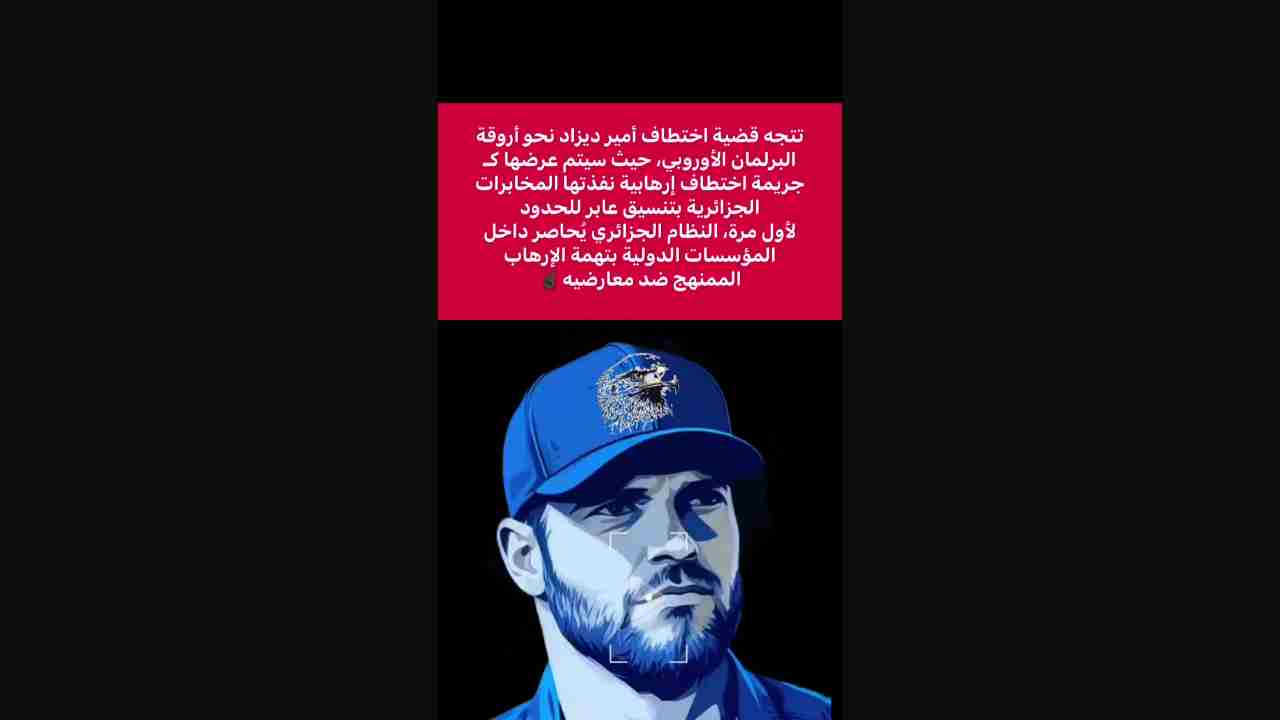 تتجه قضية اختطاف أمير ديزاد نحو أروقة
البرلمان الأوروبي، حيث سيتم عرضها كـ
جريمة اختطاف إرهابية نفذتها المخابرات
الجزائرية بتنسيق عابر للحدود
لأول مرة، النظام الجزائري يُحاصر داخل
المؤسسات الدولية بتهمة الإرهاب
الممنهج ضد معارضيه